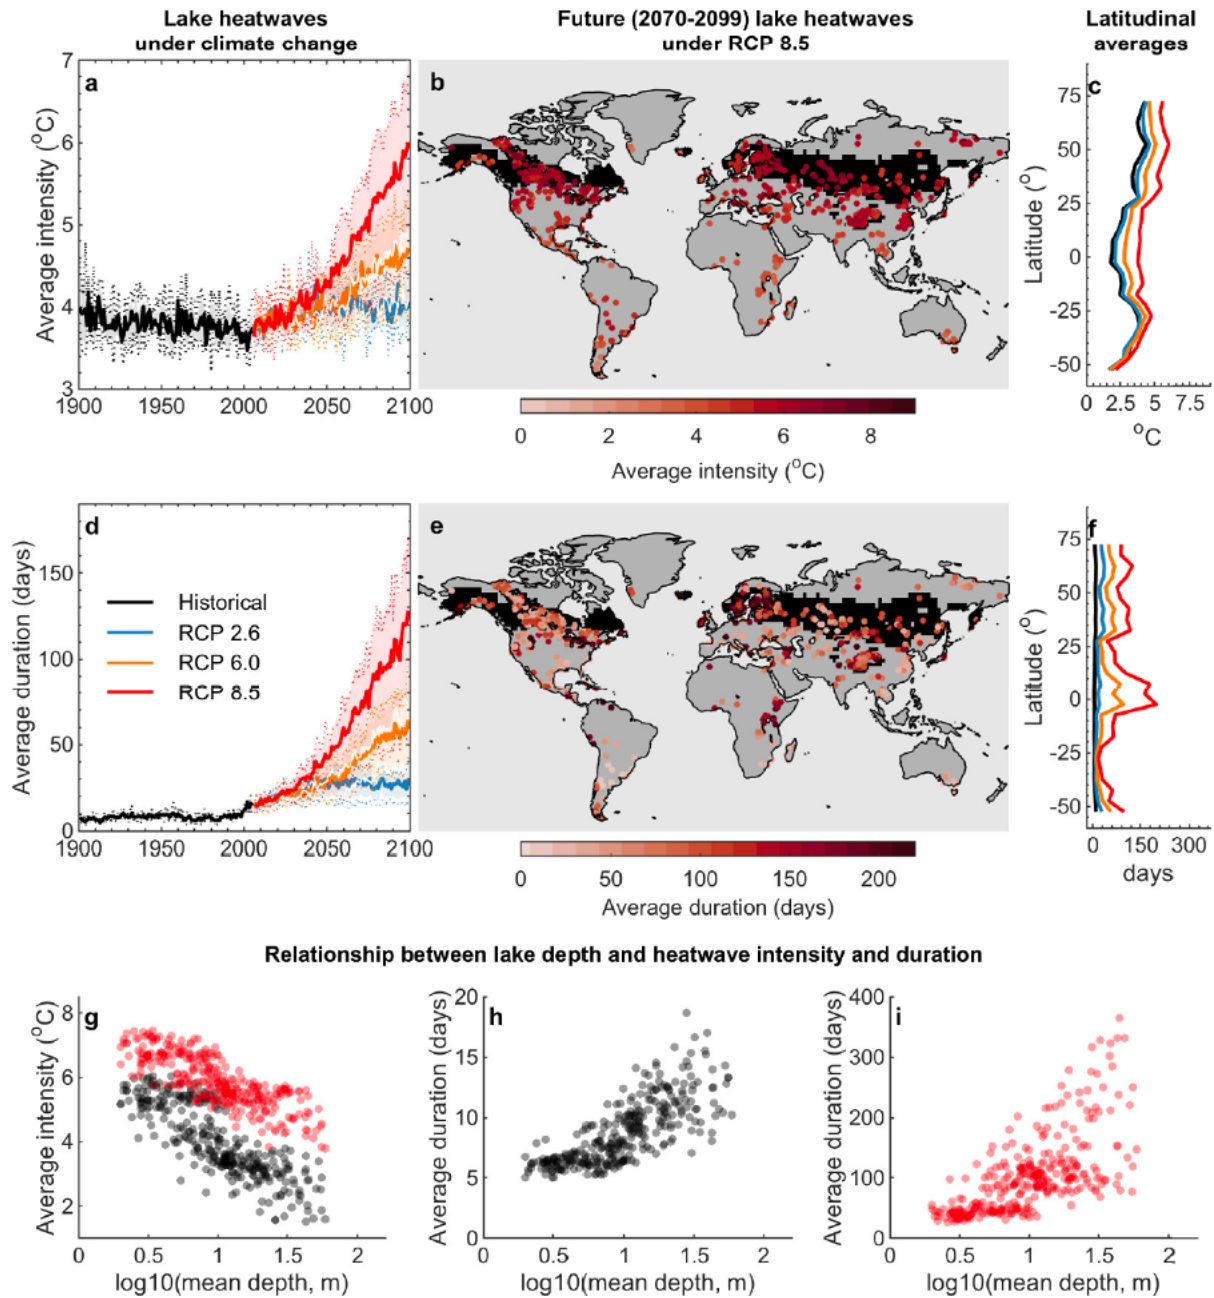 Lake heatwaves
under climate change
Future (2070-2099) lake heatwaves
under RCP 8.5
Latitudinal
averages
a
7
6
5
4
3
Average intensity (°C)
1900 1950 2000 2050 2100
b
0 2 4 6 8
Average intensity (°C)
c
75
50
25
0
-25
-50
Latitude (°)
0 2.5 5 7.5
°C
d
150
100
50
0
Average duration (days)
Historical
RCP 2.6
RCP 6.0
RCP 8.5
1900 1950 2000 2050 2100
e
0 50 100 150 200
Average duration (days)
f
75
50
25
0
-25
-50
Latitude (°)
0 150 300
days
Relationship between lake depth and heatwave intensity and duration
g
8
6
4
2
Average intensity (°C)
0 0.5 1 1.5 2
log10(mean depth, m)
h
20
15
10
5
0
Average duration (days)
0 0.5 1 1.5 2
log10(mean depth, m)
i
400
300
200
100
0
Average duration (days)
0 0.5 1 1.5 2
log10(mean depth, m)